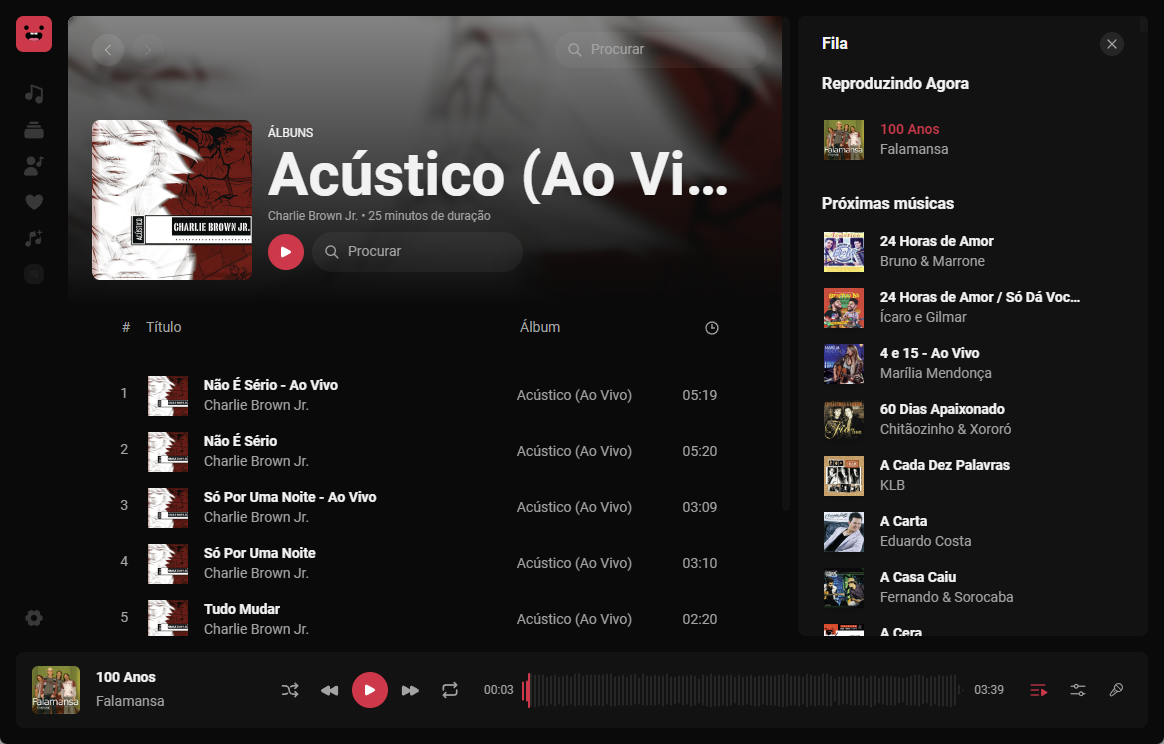 Procurar
ÁLBUNS
Acústico (Ao Vi…
Charlie Brown Jr. • 25 minutos de duração
Procurar
ACÚSTICO
CHARLIE BROWN JR.
# Título Álbum
1 Não É Sério - Ao Vivo Acústico (Ao Vivo) 05:19
Charlie Brown Jr.
2 Não É Sério Acústico (Ao Vivo) 05:20
Charlie Brown Jr.
3 Só Por Uma Noite - Ao Vivo Acústico (Ao Vivo) 03:09
Charlie Brown Jr.
4 Só Por Uma Noite Acústico (Ao Vivo) 03:10
Charlie Brown Jr.
5 Tudo Mudar Acústico (Ao Vivo) 02:20
Charlie Brown Jr.
Fila
Reproduzindo Agora
100 Anos
Falamansa
Falamansa
Próximas músicas
24 Horas de Amor
Bruno & Marrone
24 Horas de Amor / Só Dá Voc…
Ícaro e Gilmar
4 e 15 - Ao Vivo
Marília Mendonça
60 Dias Apaixonado
Chitãozinho & Xororó
A Cada Dez Palavras
KLB
A Carta
Eduardo Costa
A Casa Caiu
Fernando & Sorocaba
A Cera
Falamansa
100 Anos
Falamansa
00:03
03:39